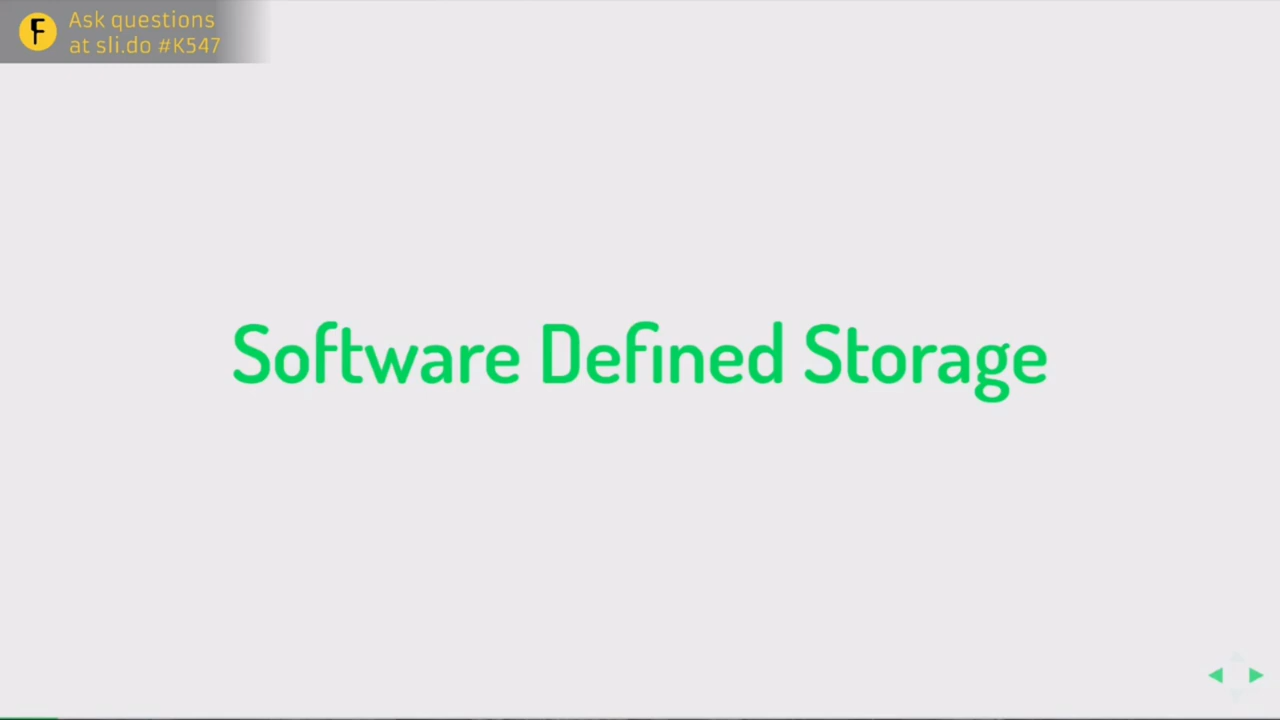 F
Ask questions
at sli.do #K547
Software Defined Storage